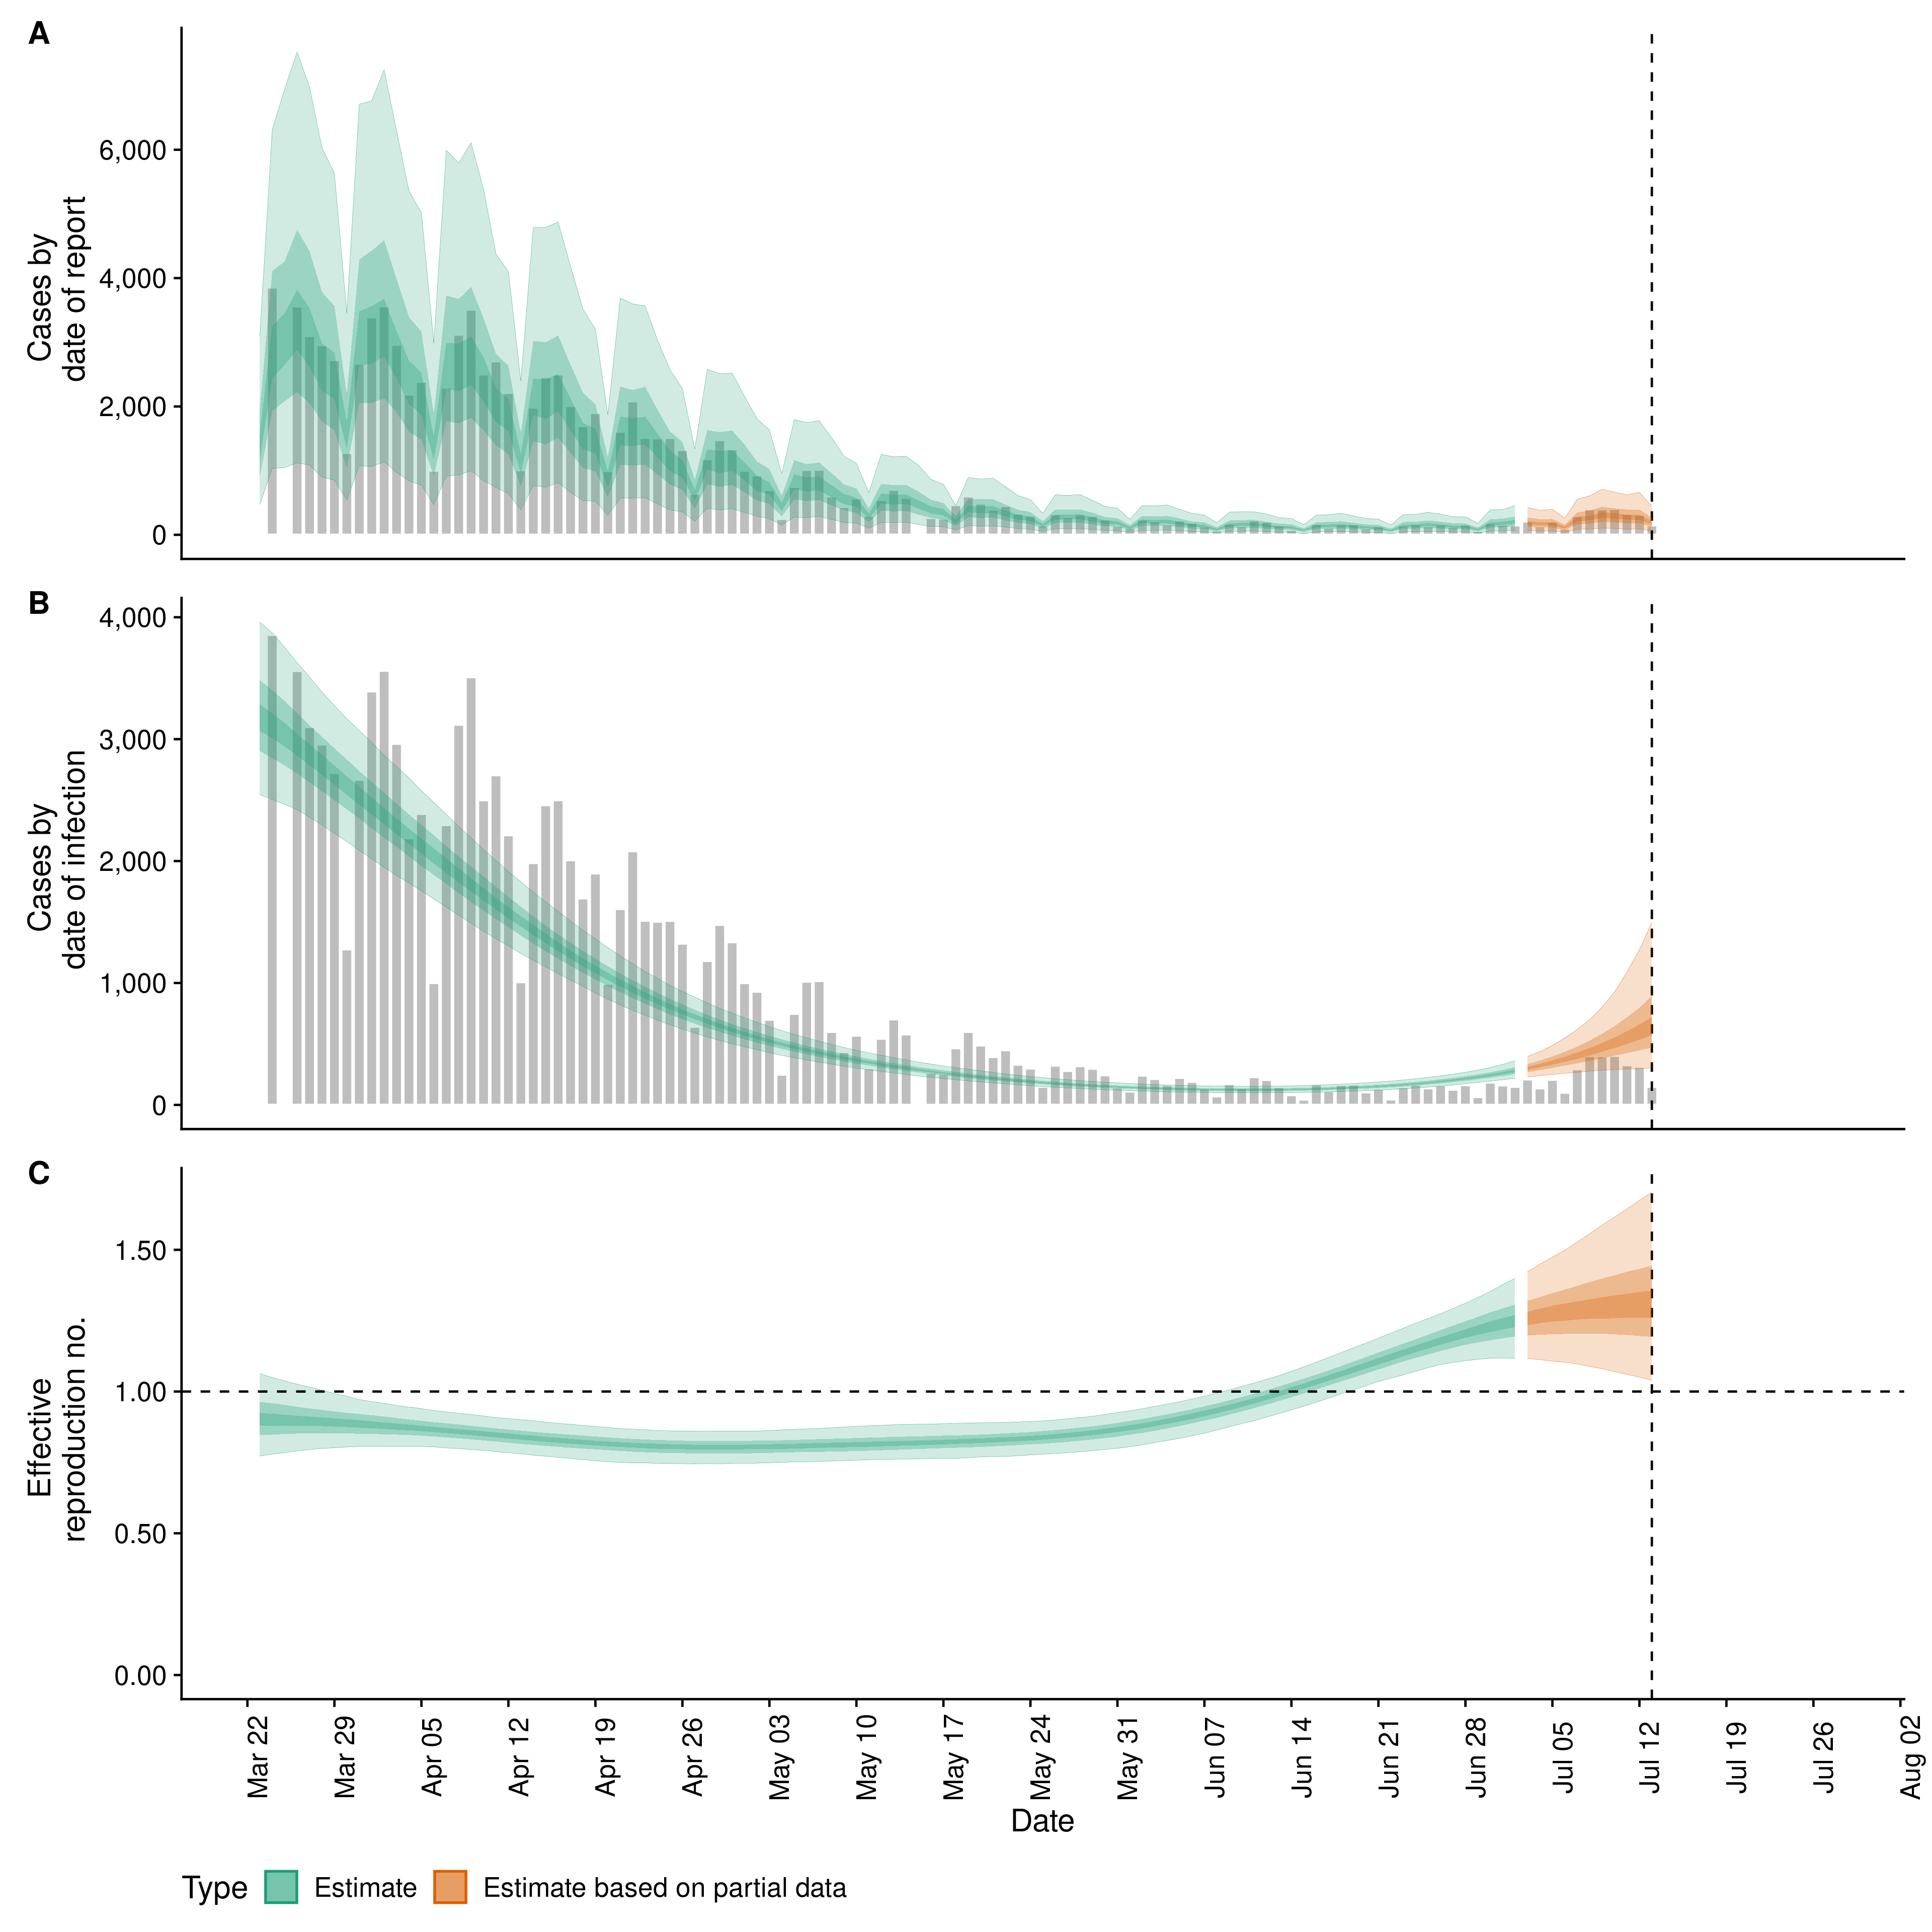 A
Cases by
date of report
6,000
4,000
2,000
0
B
Cases by
date of infection
4,000
3,000
2,000
1,000
0
C
Effective
reproduction no.
1.50
1.00
0.50
0.00
Mar 22
Mar 29
Apr 05
Apr 12
Apr 19
Apr 26
May 03
May 10
May 17
May 24
May 31
Jun 07
Jun 14
Jun 21
Jun 28
Jul 05
Jul 12
Jul 19
Jul 26
Aug 02
Date
Type Estimate Estimate based on partial data